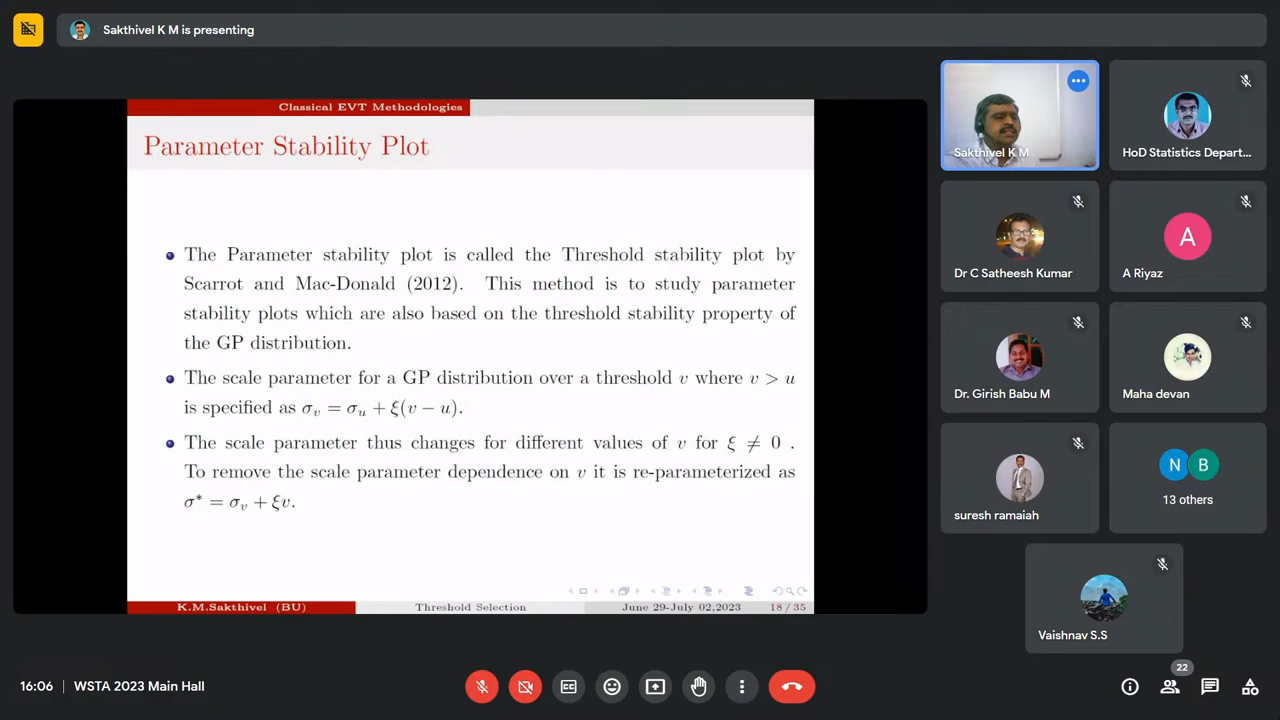 Sakthivel K M is presenting
Classical EVT Methodologies
Parameter Stability Plot
The Parameter stability plot is called the Threshold stability plot by
Scarrot and Mac-Donald (2012). This method is to study parameter
stability plots which are also based on the threshold stability property of
the GP distribution.
The scale parameter for a GP distribution over a threshold v where v > u
is specified as σᵥ = σᵤ + ξ(v − u).
The scale parameter thus changes for different values of v for ξ ≠ 0 .
To remove the scale parameter dependence on v it is re-parameterized as
σ* = σᵥ + ξv.
K.M.Sakthivel (BU) Threshold Selection June 29-July 02,2023 18 / 35
Sakthivel K M
HoD Statistics Depart...
Dr C Satheesh Kumar
A
A Riyaz
Dr. Girish Babu M
Maha devan
suresh ramaiah
N B
13 others
Vaishnav S.S
16:06 | WSTA 2023 Main Hall
CC
22